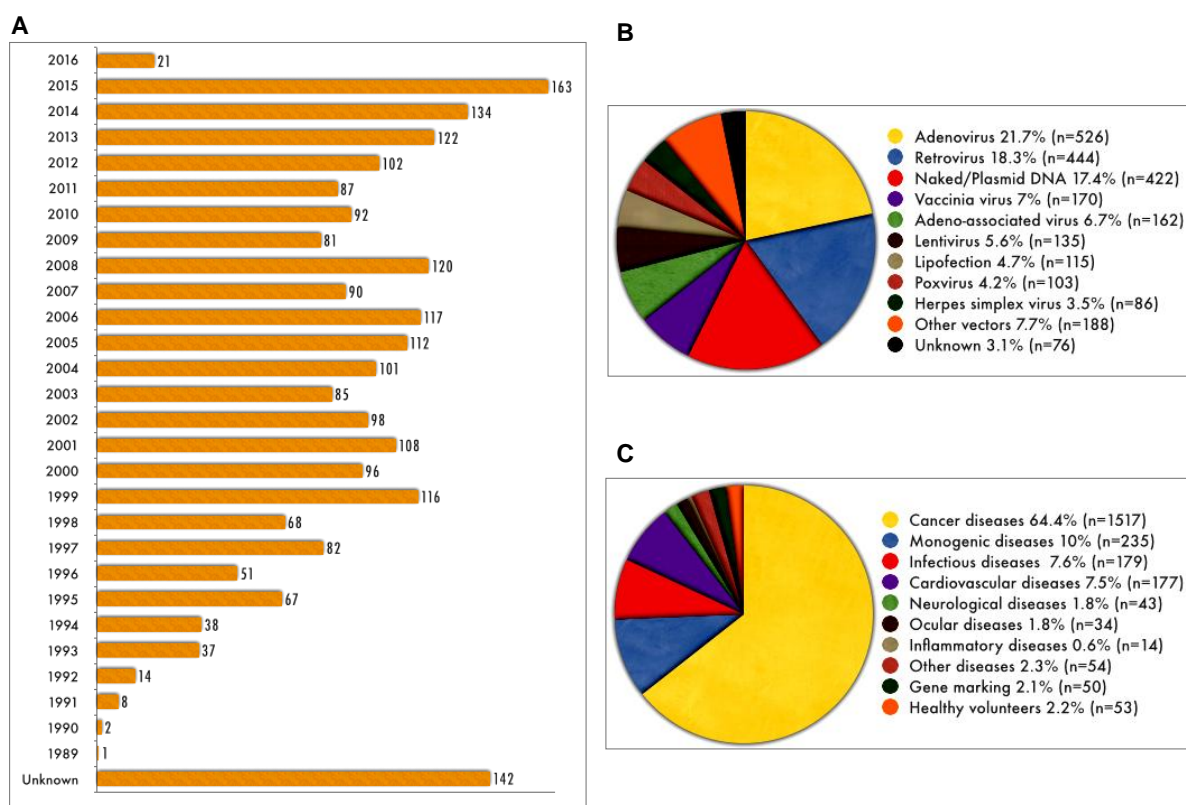 A
2016 21
2015 163
2014 134
2013 122
2012 102
2011 87
2010 92
2009 81
2008 120
2007 90
2006 117
2005 112
2004 101
2003 85
2002 98
2001 108
2000 96
1999 116
1998 68
1997 82
1996 51
1995 67
1994 38
1993 37
1992 14
1991 8
1990 2
1989 1
Unknown 142
B
Adenovirus 21.7% (n=526)
Retrovirus 18.3% (n=444)
Naked/Plasmid DNA 17.4% (n=422)
Vaccinia virus 7% (n=170)
Adeno-associated virus 6.7% (n=162)
Lentivirus 5.6% (n=135)
Lipofection 4.7% (n=115)
Poxvirus 4.2% (n=103)
Herpes simplex virus 3.5% (n=86)
Other vectors 7.7% (n=188)
Unknown 3.1% (n=76)
C
Cancer diseases 64.4% (n=1517)
Monogenic diseases 10% (n=235)
Infectious diseases 7.6% (n=179)
Cardiovascular diseases 7.5% (n=177)
Neurological diseases 1.8% (n=43)
Ocular diseases 1.8% (n=34)
Inflammatory diseases 0.6% (n=14)
Other diseases 2.3% (n=54)
Gene marking 2.1% (n=50)
Healthy volunteers 2.2% (n=53)